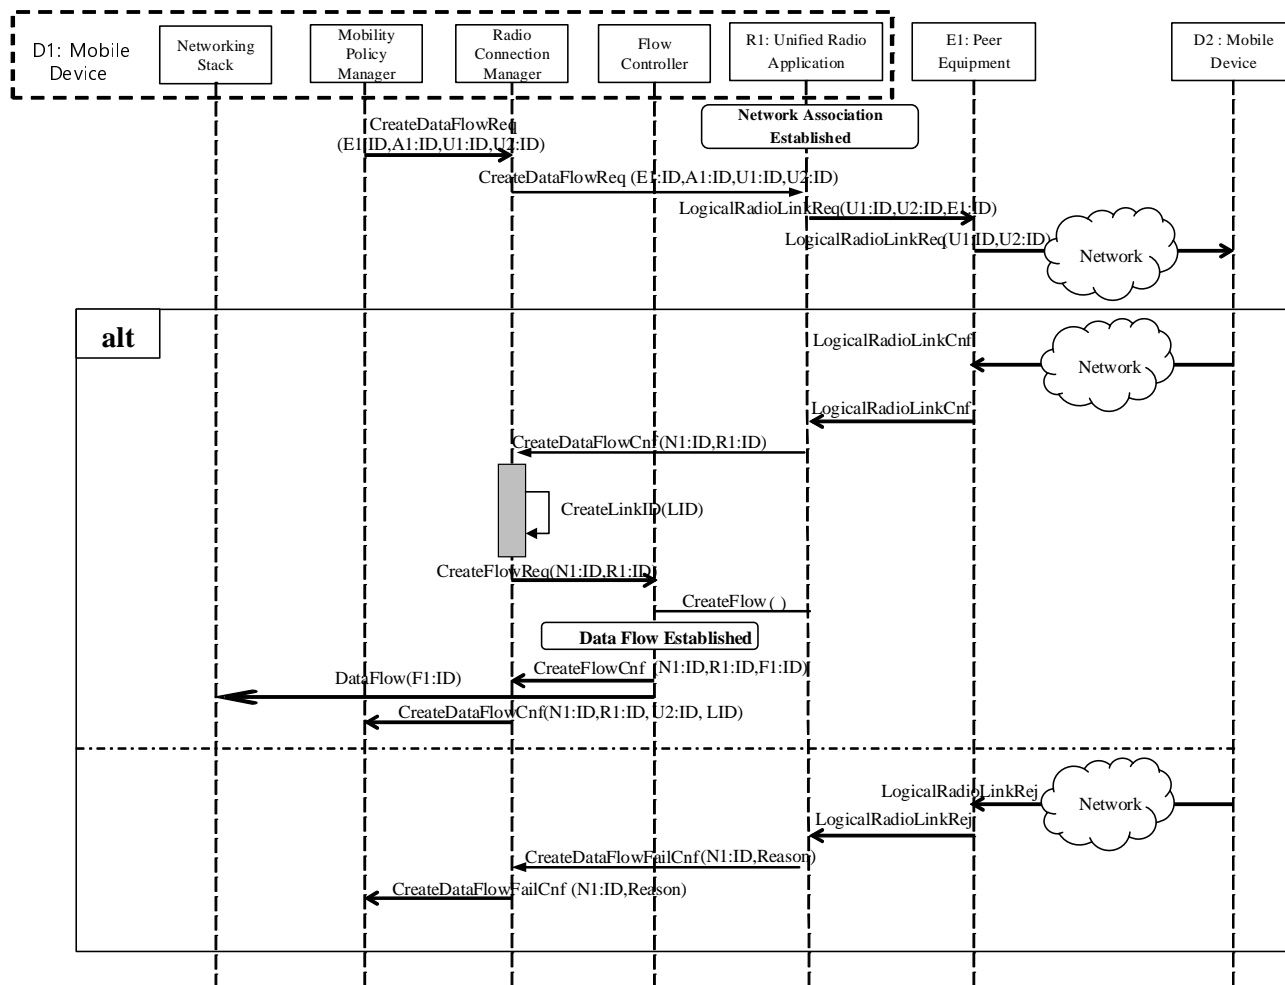 D1: Mobile
Device
Networking
Stack
Mobility
Policy
Manager
Radio
Connection
Manager
Flow
Controller
R1: Unified Radio
Application
E1: Peer
Equipment
D2 : Mobile
Device
Network Association
Established
CreateDataFlowReq
(E1:ID,A1:ID,U1:ID,U2:ID)
CreateDataFlowReq (E1:ID,A1:ID,U1:ID,U2:ID)
LogicalRadioLinkReq(U1:ID,U2:ID,E1:ID)
LogicalRadioLinkReq(U1:ID,U2:ID)
Network
alt
LogicalRadioLinkCnf
Network
LogicalRadioLinkCnf
CreateDataFlowCnf(N1:ID,R1:ID)
CreateLinkID(LID)
CreateFlowReq(N1:ID,R1:ID)
CreateFlow( )
Data Flow Established
CreateFlowCnf (N1:ID,R1:ID,F1:ID)
DataFlow(F1:ID)
CreateDataFlowCnf(N1:ID,R1:ID, U2:ID, LID)
LogicalRadioLinkRej
Network
LogicalRadioLinkRej
CreateDataFlowFailCnf(N1:ID,Reason)
CreateDataFlowFailCnf (N1:ID,Reason)